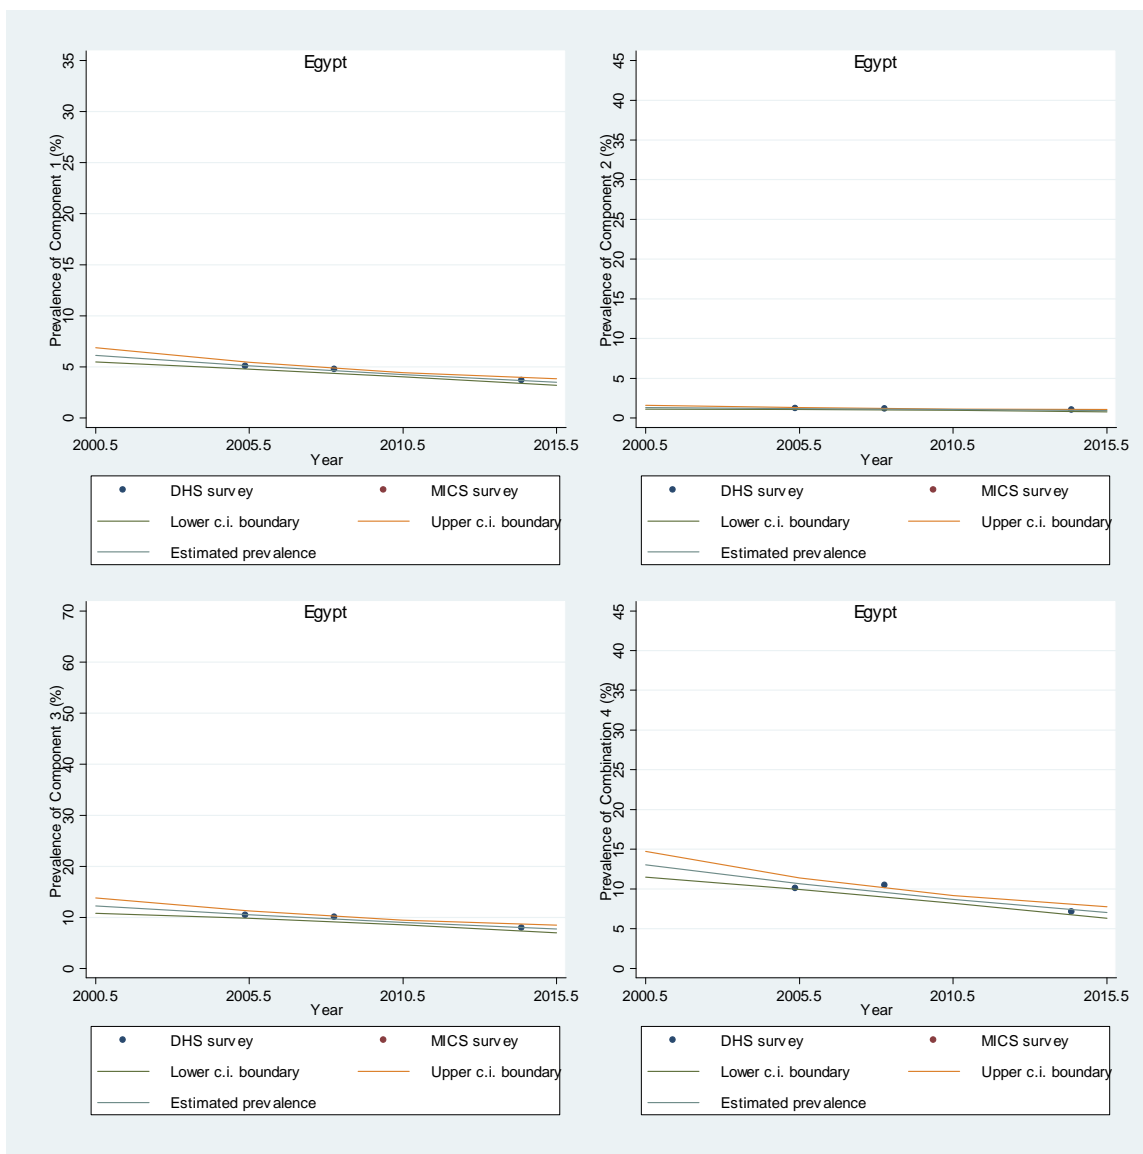 Egypt
Prevalence of Component 1 (%)
35
30
25
20
15
10
5
0
2000.5 2005.5 2010.5 2015.5
Year
DHS survey MICS survey
Lower c.i. boundary Upper c.i. boundary
Estimated prevalence
Egypt
Prevalence of Component 2 (%)
45
40
35
30
25
20
15
10
5
0
2000.5 2005.5 2010.5 2015.5
Year
DHS survey MICS survey
Lower c.i. boundary Upper c.i. boundary
Estimated prevalence
Egypt
Prevalence of Component 3 (%)
70
60
50
40
30
20
10
0
2000.5 2005.5 2010.5 2015.5
Year
DHS survey MICS survey
Lower c.i. boundary Upper c.i. boundary
Estimated prevalence
Egypt
Prevalence of Combination 4 (%)
45
40
35
30
25
20
15
10
5
0
2000.5 2005.5 2010.5 2015.5
Year
DHS survey MICS survey
Lower c.i. boundary Upper c.i. boundary
Estimated prevalence